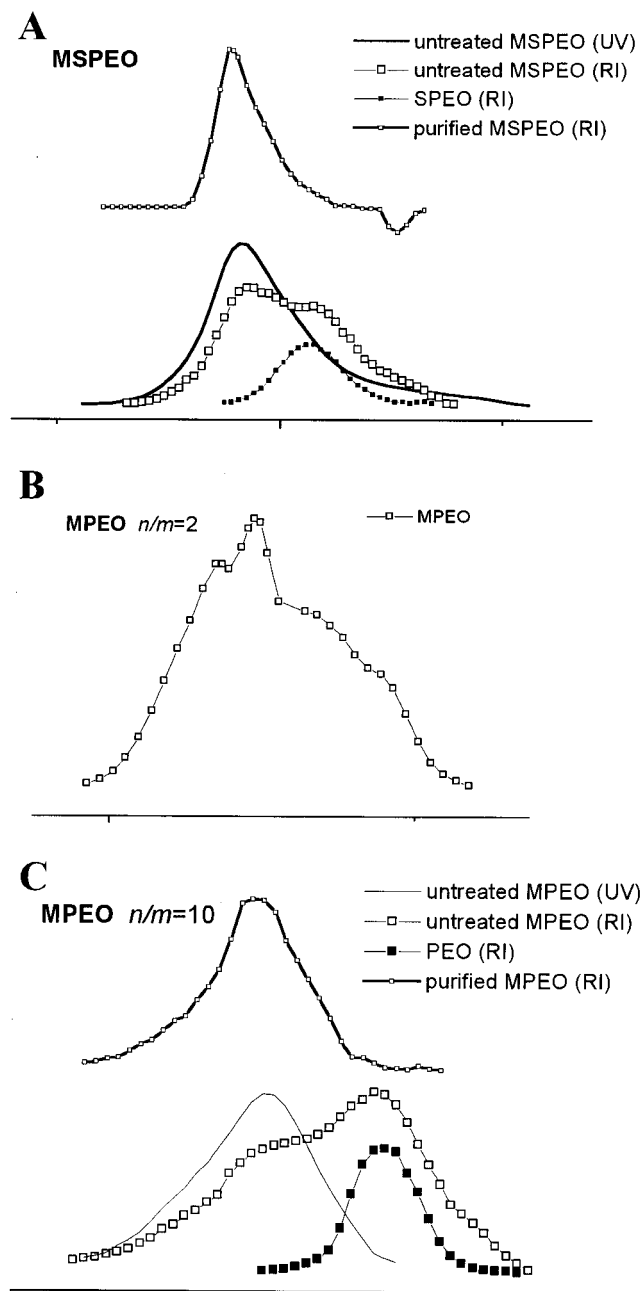 A
MSPEO
untreated MSPEO (UV)
untreated MSPEO (RI)
SPEO (RI)
purified MSPEO (RI)
B
MPEO n/m=2
MPEO
C
MPEO n/m=10
untreated MPEO (UV)
untreated MPEO (RI)
PEO (RI)
purified MPEO (RI)